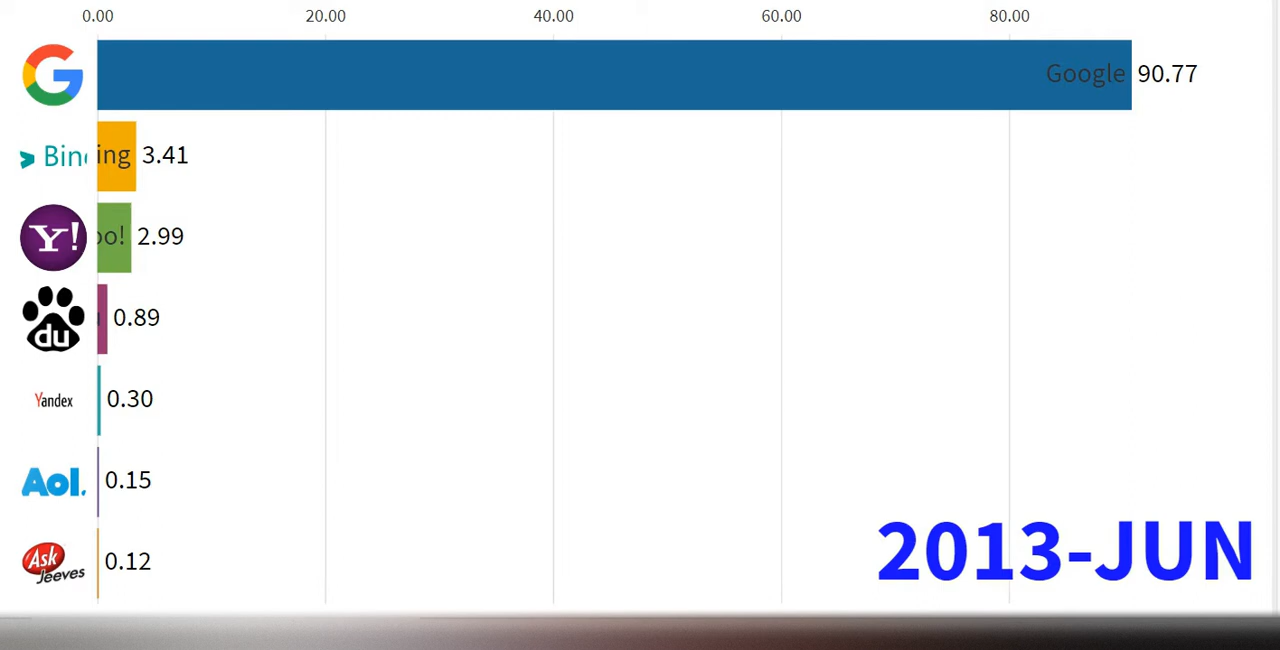 0.00 20.00 40.00 60.00 80.00
Google 90.77
Bing ing 3.41
Y! oo! 2.99
du 0.89
Yandex 0.30
Aol. 0.15
Ask Jeeves 0.12
2013-JUN